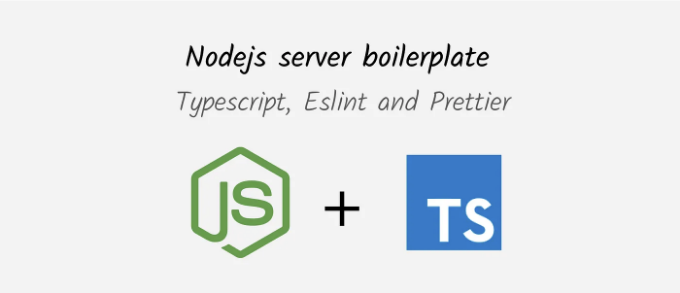 Nodejs server boilerplate
Typescript, Eslint and Prettier
JS + TS